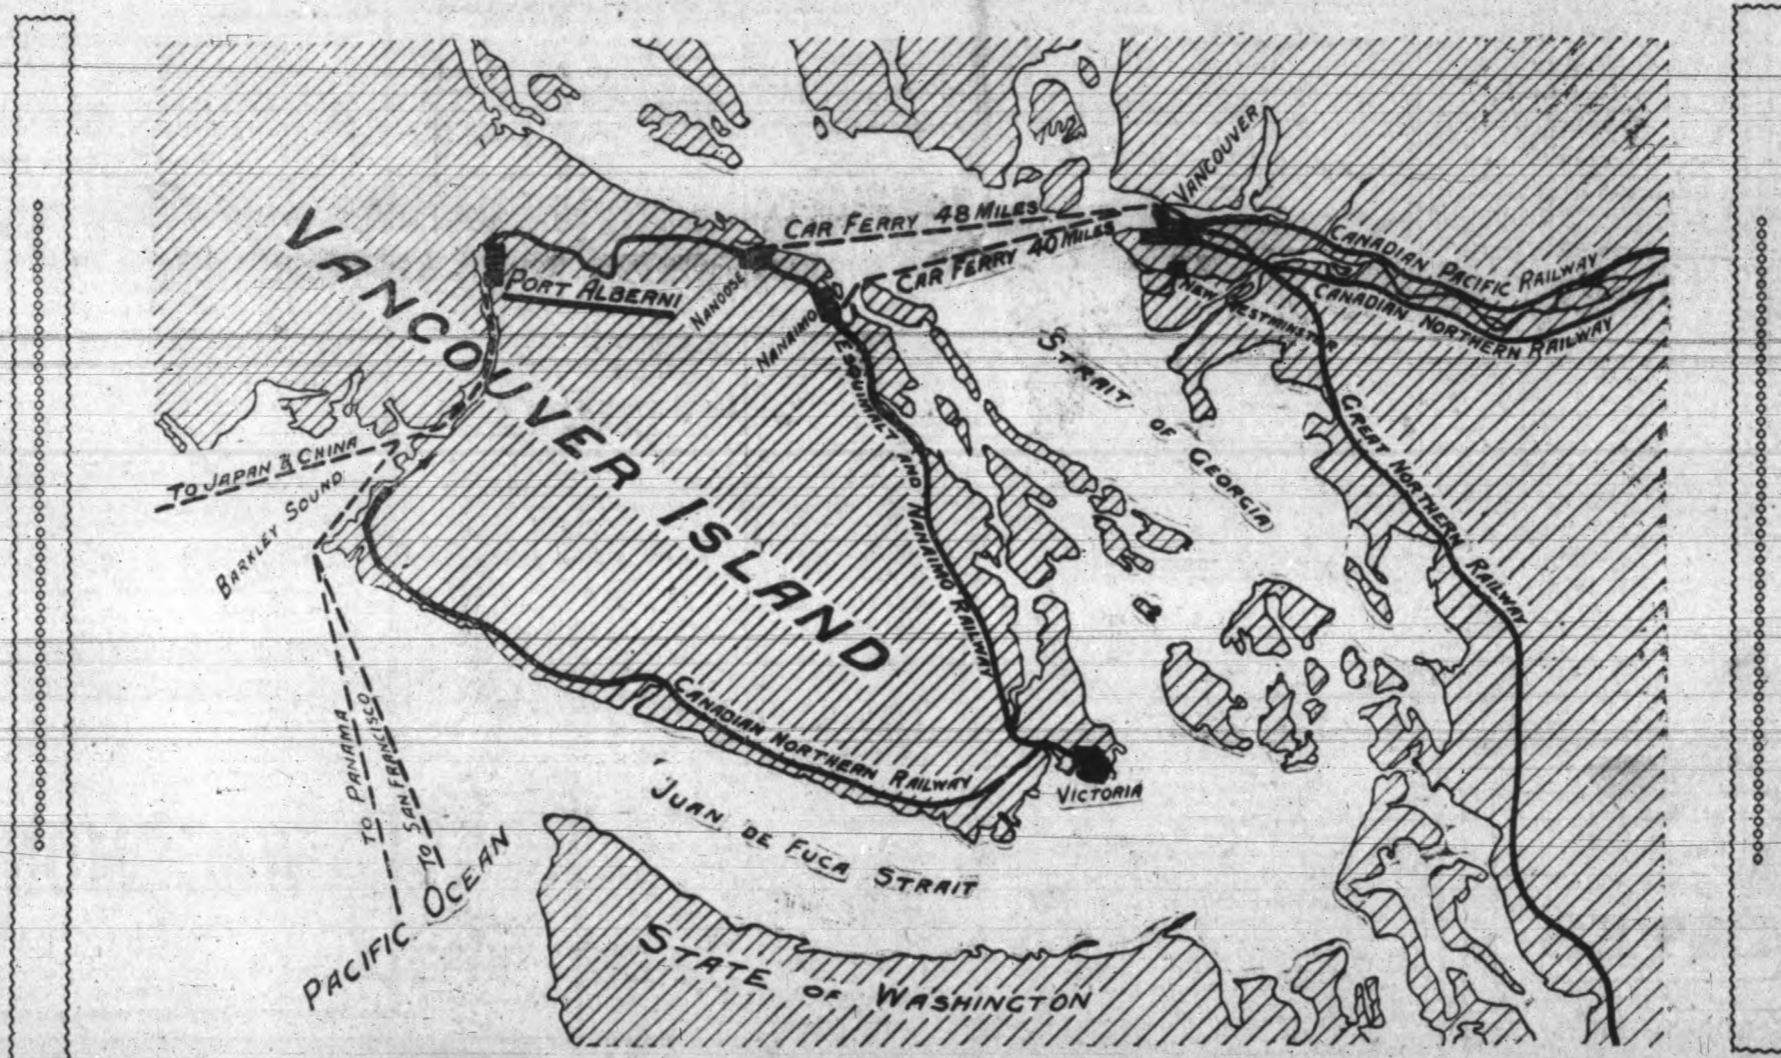 VANCOUVER
CAR FERRY 48 MILES
CAR FERRY 40 MILES
CANADIAN PACIFIC RAILWAY
CANADIAN NORTHERN RAILWAY
NEW WESTMINSTER
PORT ALBERNI
NANOOSE
NANAIMO
VANCOUVER ISLAND
ESQUIMALT AND NANAIMO RAILWAY
STRAIT
OF
GEORGIA
GREAT NORTHERN RAILWAY
TO JAPAN & CHINA
BARKLEY SOUND
CANADIAN NORTHERN RAILWAY
VICTORIA
TO PANAMA
TO SAN FRANCISCO
JUAN DE FUCA STRAIT
PACIFIC OCEAN
STATE OF WASHINGTON